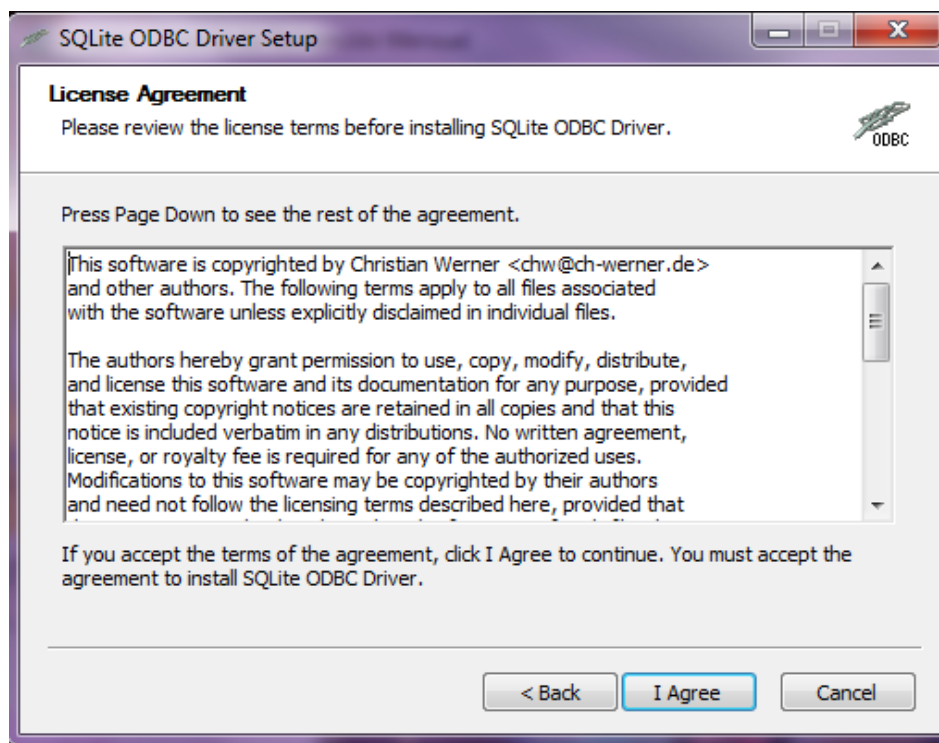 SQLite ODBC Driver Setup
License Agreement
Please review the license terms before installing SQLite ODBC Driver.
ODBC
Press Page Down to see the rest of the agreement.
This software is copyrighted by Christian Werner <chw@ch-werner.de>
and other authors. The following terms apply to all files associated
with the software unless explicitly disclaimed in individual files.
The authors hereby grant permission to use, copy, modify, distribute,
and license this software and its documentation for any purpose, provided
that existing copyright notices are retained in all copies and that this
notice is included verbatim in any distributions. No written agreement,
license, or royalty fee is required for any of the authorized uses.
Modifications to this software may be copyrighted by their authors
and need not follow the licensing terms described here, provided that
If you accept the terms of the agreement, click I Agree to continue. You must accept the
agreement to install SQLite ODBC Driver.
< Back
I Agree
Cancel